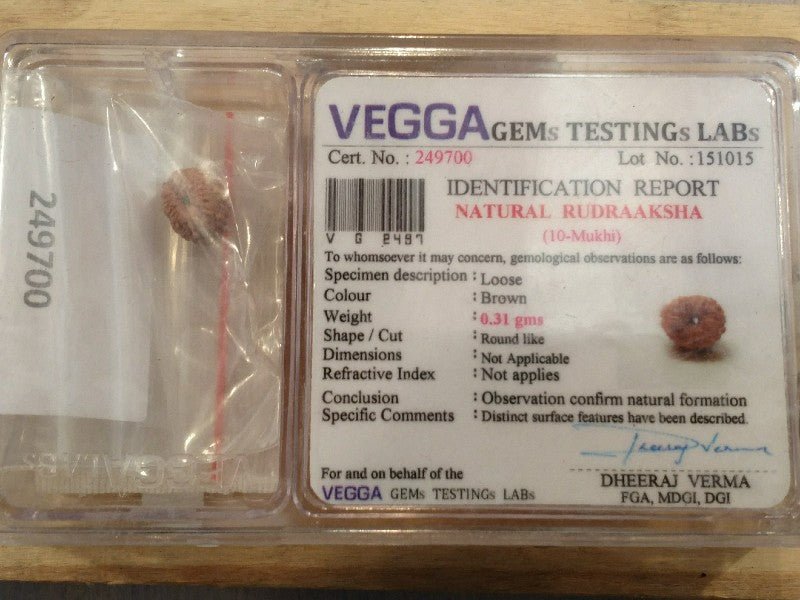 249700
VEGGA GEMs TESTINGs LABs
Cert. No. : 249700 Lot No. :151015
IDENTIFICATION REPORT
NATURAL RUDRAAKSHA
(10-Mukhi)
V G 2497
To whomsoever it may concern, gemological observations are as follows:
Specimen description : Loose
Colour : Brown
Weight : 0.31 gms
Shape / Cut : Round like
Dimensions : Not Applicable
Refractive Index : Not applies
Conclusion : Observation confirm natural formation
Specific Comments : Distinct surface features have been described.
Dheeraj Verma
For and on behalf of the
VEGGA GEMs TESTINGs LABs
DHEERAJ VERMA
FGA, MDGI, DGI